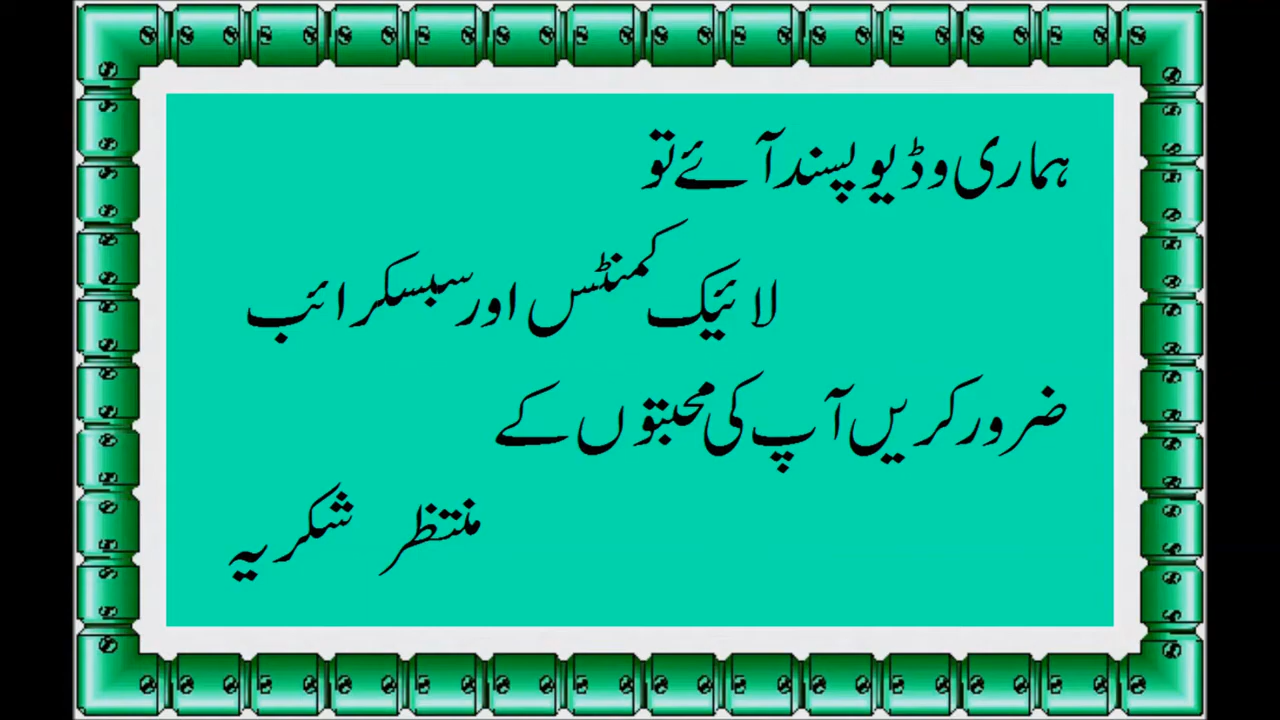 ہماری وڈیو پسند آئے تو
لائیک کمنٹس اور سبسکرائب
ضرور کریں آپ کی محبتوں کے
منتظر شکریہ